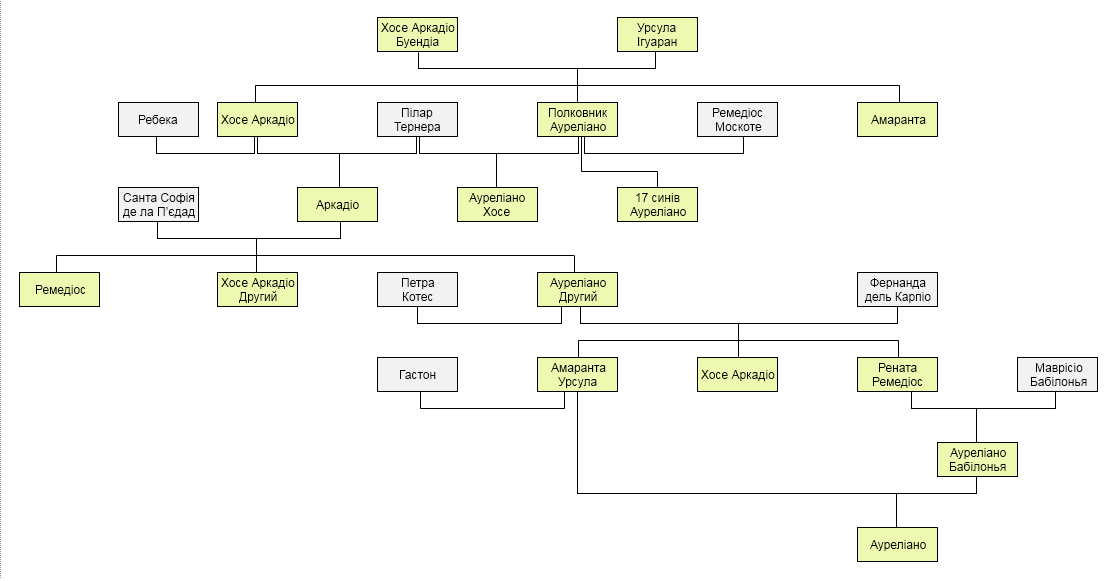 Хосе Аркадіо
Буендіа
Урсула
Ігуаран
Ребека
Хосе Аркадіо
Пілар
Тернера
Полковник
Ауреліано
Ремедіос
Москоте
Амаранта
Санта Софія
де ла П'єдад
Аркадіо
Ауреліано
Хосе
17 синів
Ауреліано
Ремедіос
Хосе Аркадіо
Другий
Петра
Котес
Ауреліано
Другий
Фернанда
дель Карпіо
Гастон
Амаранта
Урсула
Хосе Аркадіо
Рената
Ремедіос
Маврісіо
Бабілонья
Ауреліано
Бабілонья
Ауреліано